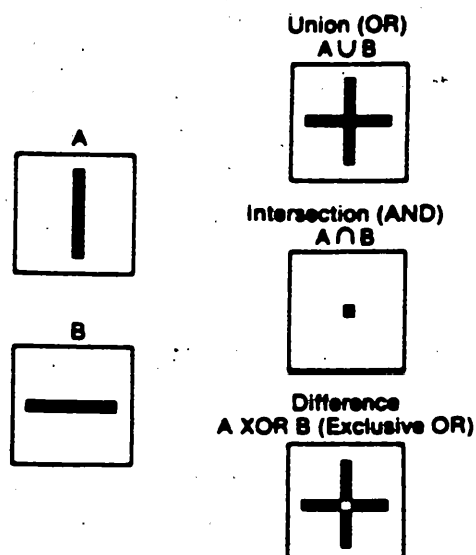 Union (OR)
A ∪ B
A
Intersection (AND)
A ∩ B
B
Difference
A XOR B (Exclusive OR)